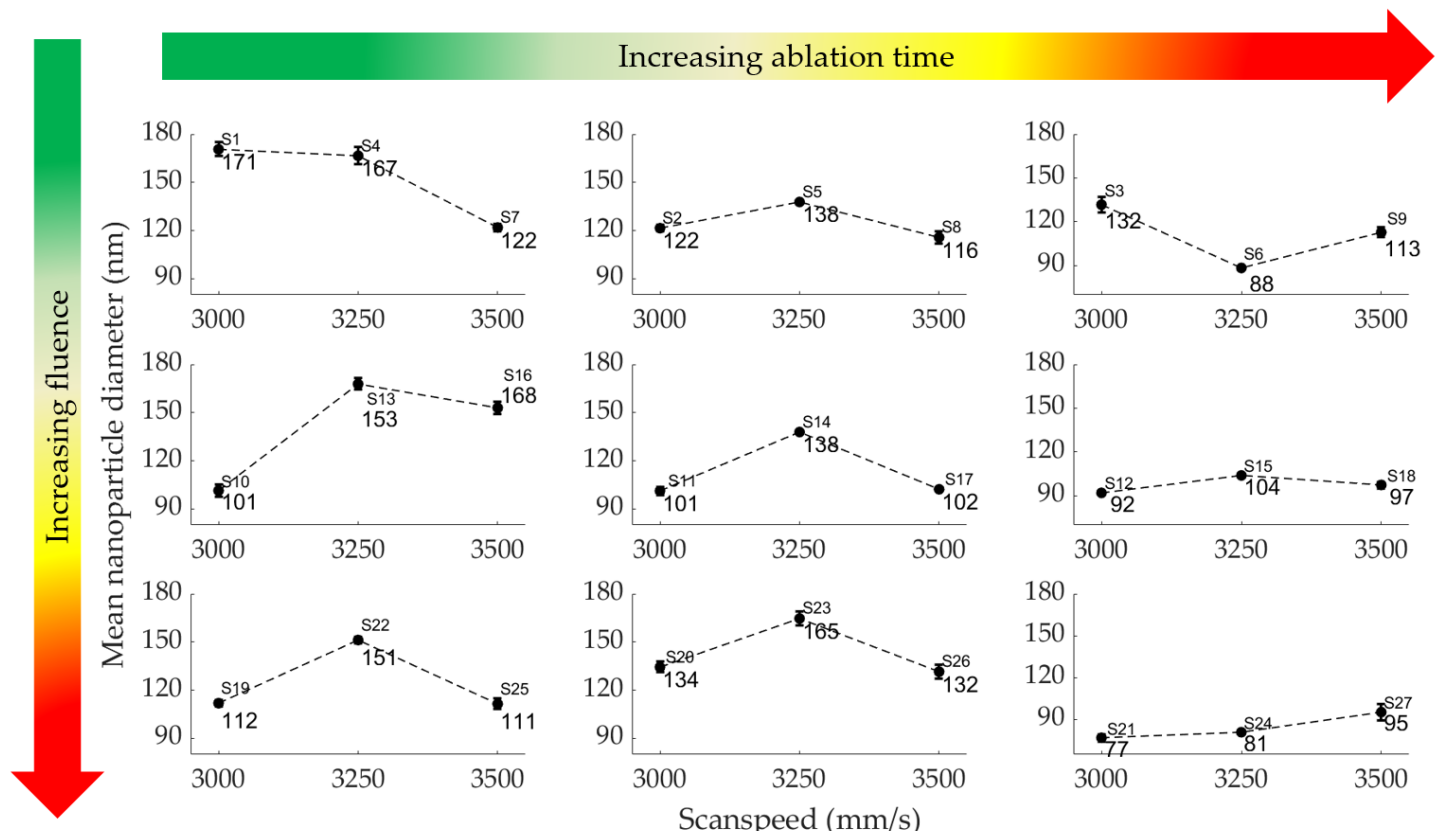 Increasing ablation time
Increasing fluence
Mean nanoparticle diameter (nm)
180
150
120
90
S1
171
S4
167
S7
122
3000 3250 3500
180
150
120
90
S2
122
S5
138
S8
116
3000 3250 3500
180
150
120
90
S3
132
S6
88
S9
113
3000 3250 3500
180
150
120
90
S10
101
S13
153
S16
168
3000 3250 3500
180
150
120
90
S11
101
S14
138
S17
102
3000 3250 3500
180
150
120
90
S12
92
S15
104
S18
97
3000 3250 3500
180
150
120
90
S19
112
S22
151
S25
111
3000 3250 3500
180
150
120
90
S20
134
S23
165
S26
132
3000 3250 3500
180
150
120
90
S21
77
S24
81
S27
95
3000 3250 3500
Scanspeed (mm/s)